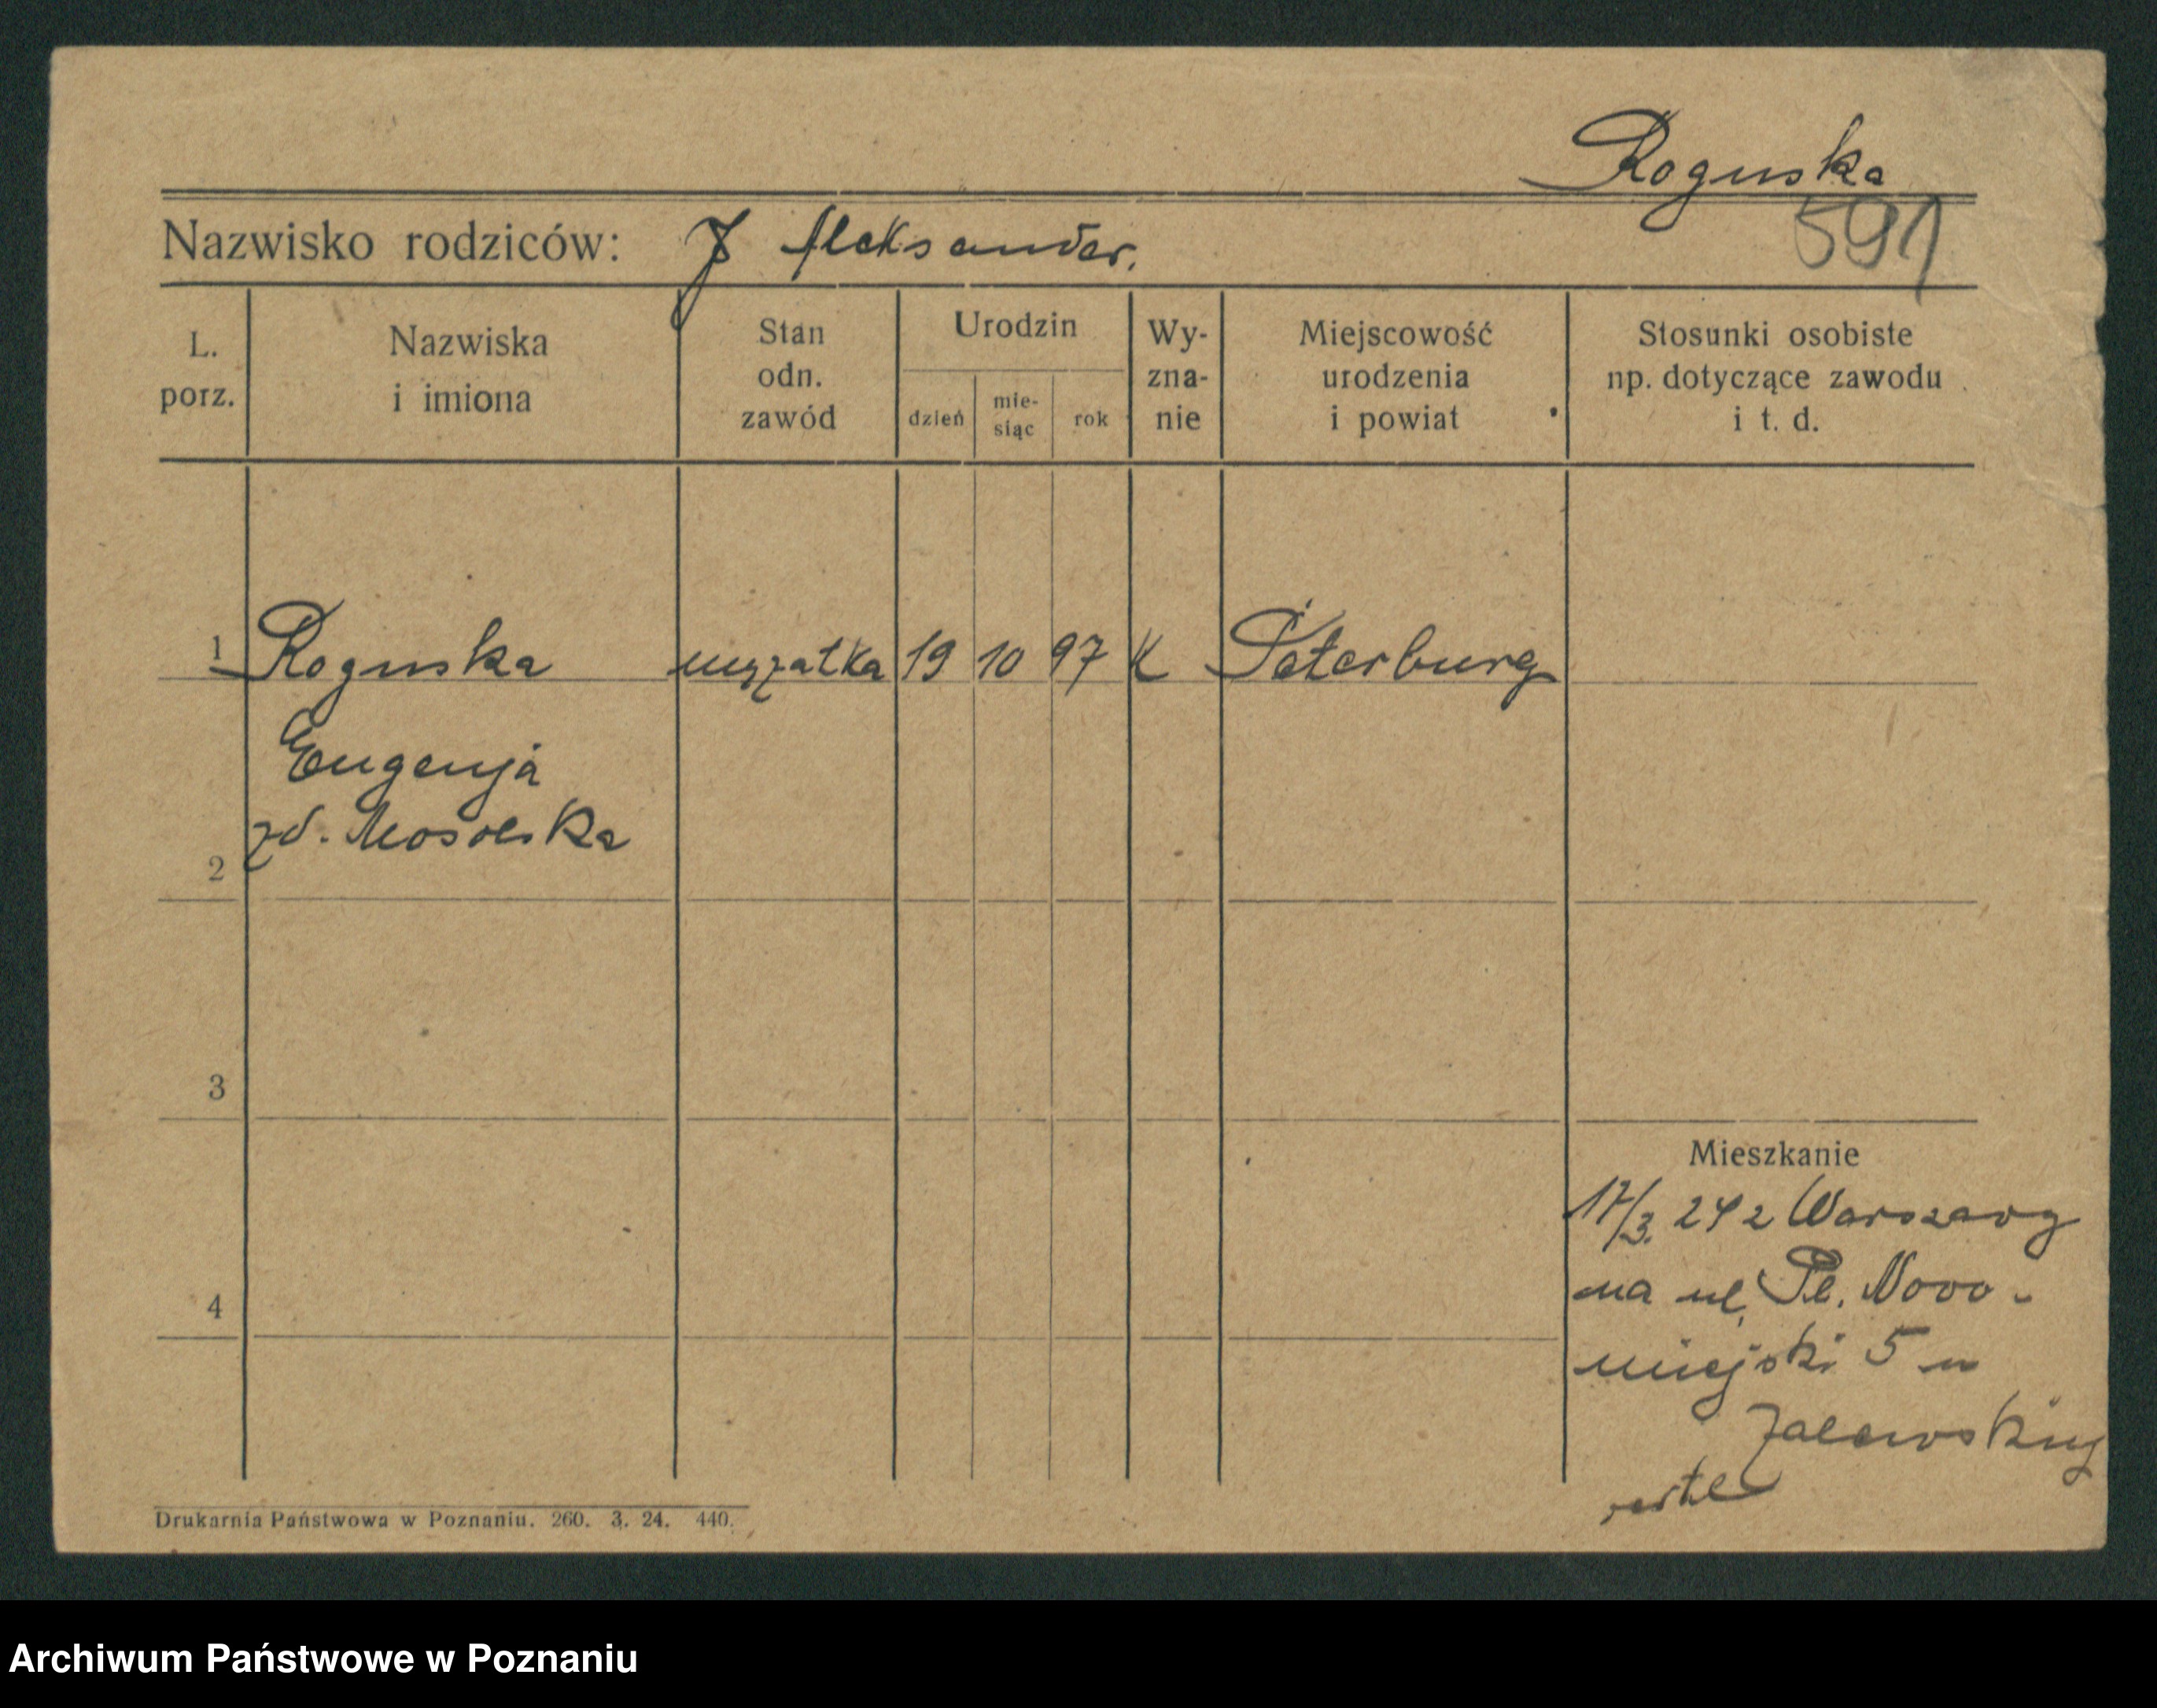 Roguska
591
Nazwisko rodziców: J Aleksander.
L. porz.
Nazwiska i imiona
Stan odn. zawód
Urodzin
dzień
mie-
siąc
rok
Wy-
zna-
nie
Miejscowość
urodzenia
i powiat
Stosunki osobiste
np. dotyczące zawodu
i t. d.
1 Roguska mężatka 19 10 97 K Peterburg
Eugenja
zd.
2
3
4
Mieszkanie
17/3. 24 z Warszawy
na ul. Pl. Nowo-
miejski 5 u
Zalewskiej
Drukarnia Państwowa w Poznaniu. 260. 3. 24. 440.
Archiwum Państwowe w Poznaniu